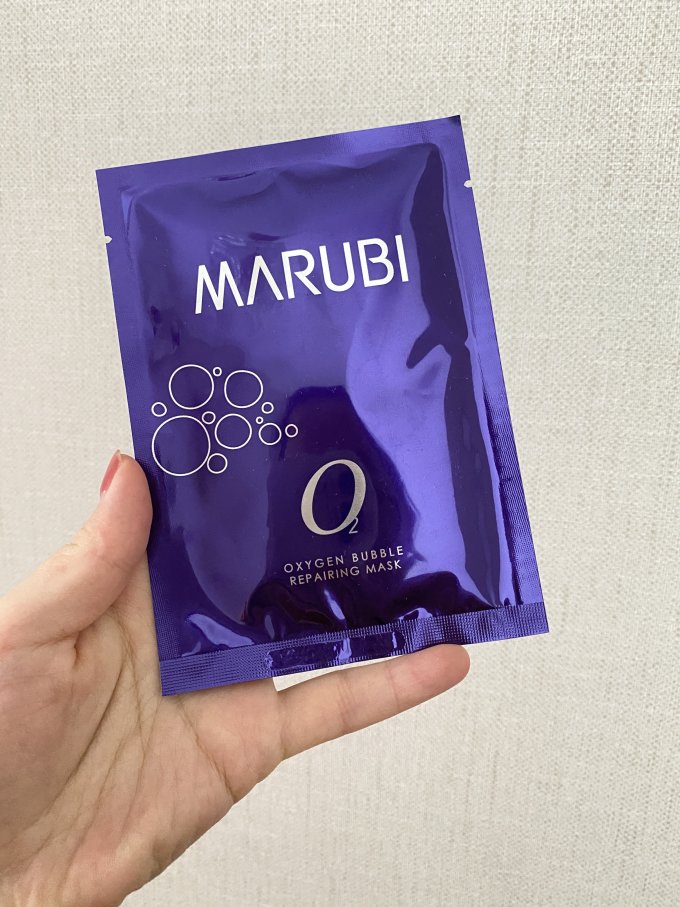 MARUBI
O2
OXYGEN BUBBLE
REPAIRING MASK